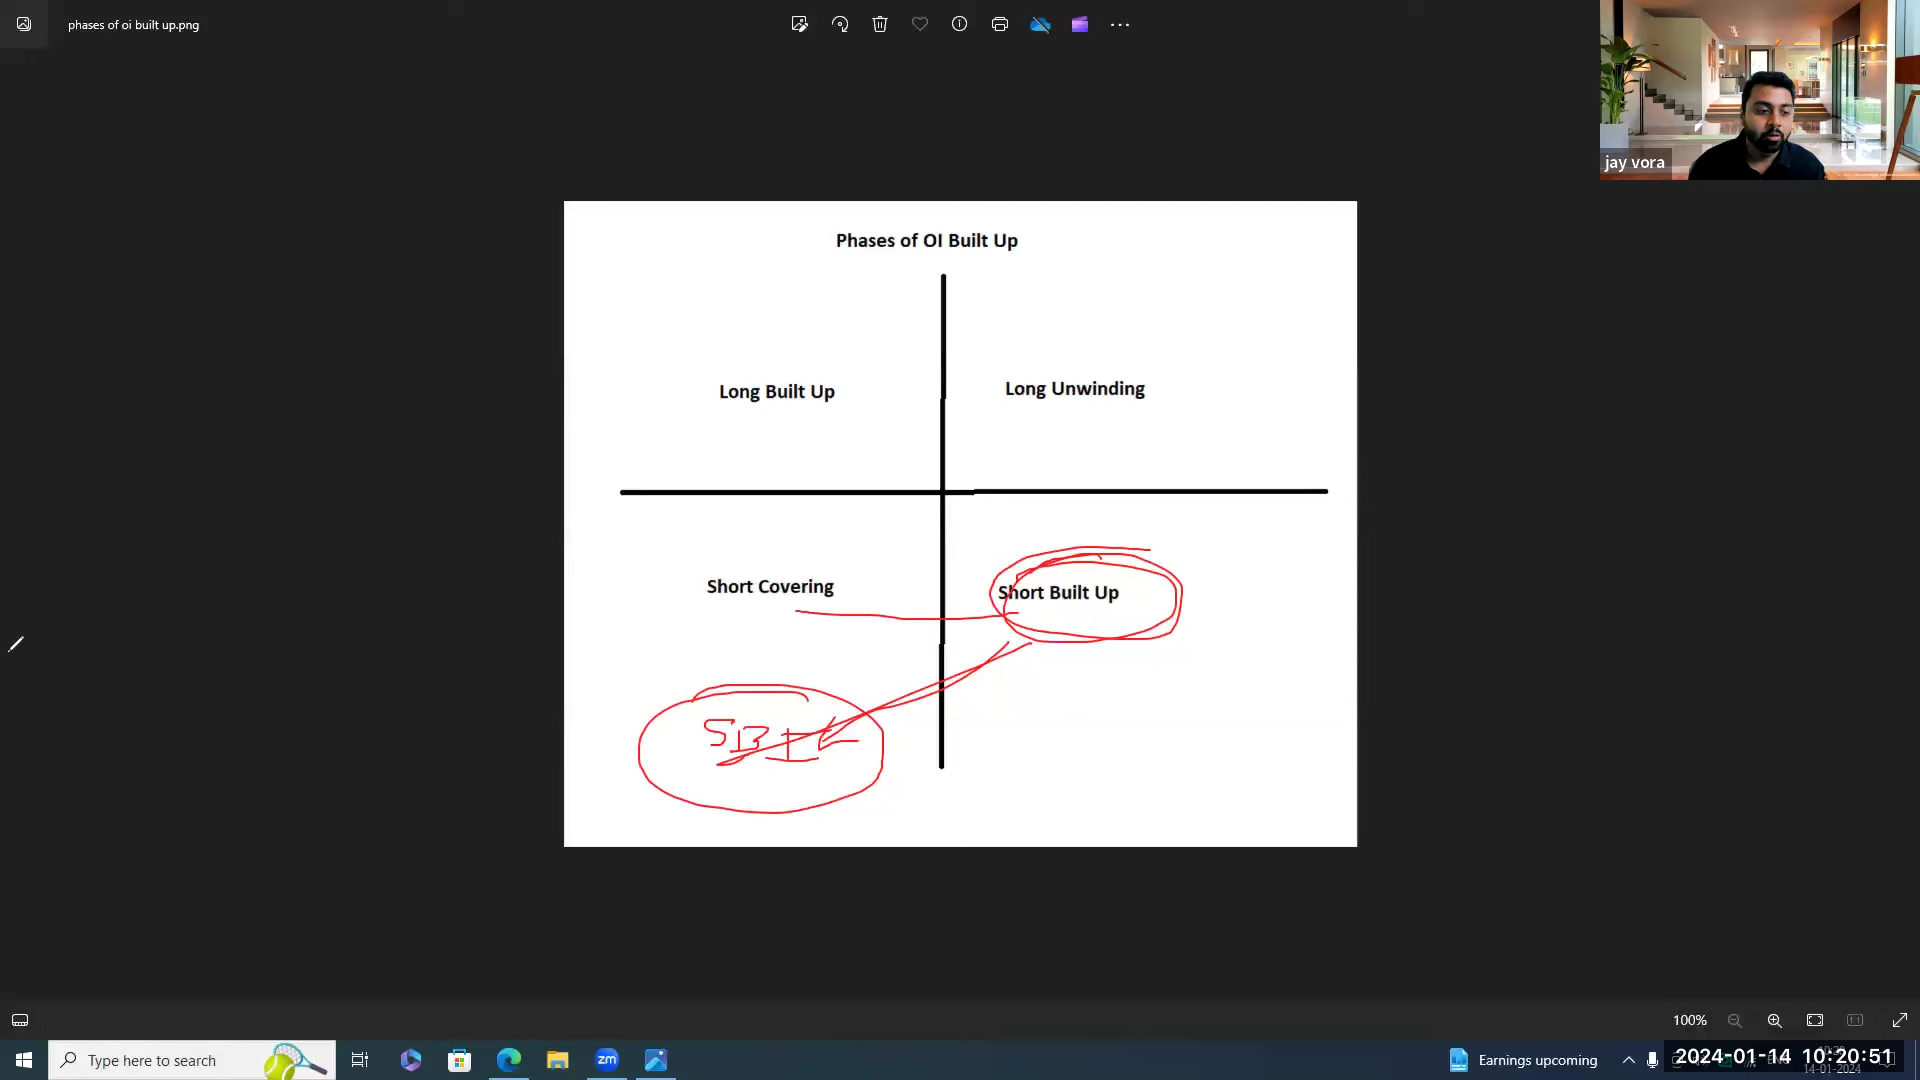 phases of oi built up.png
jay vora
Phases of OI Built Up
Long Built Up
Long Unwinding
Short Covering
Short Built Up
SBI
100%
Type here to search
zm
Earnings upcoming
2024-01-14 10:20:51
14-01-2024